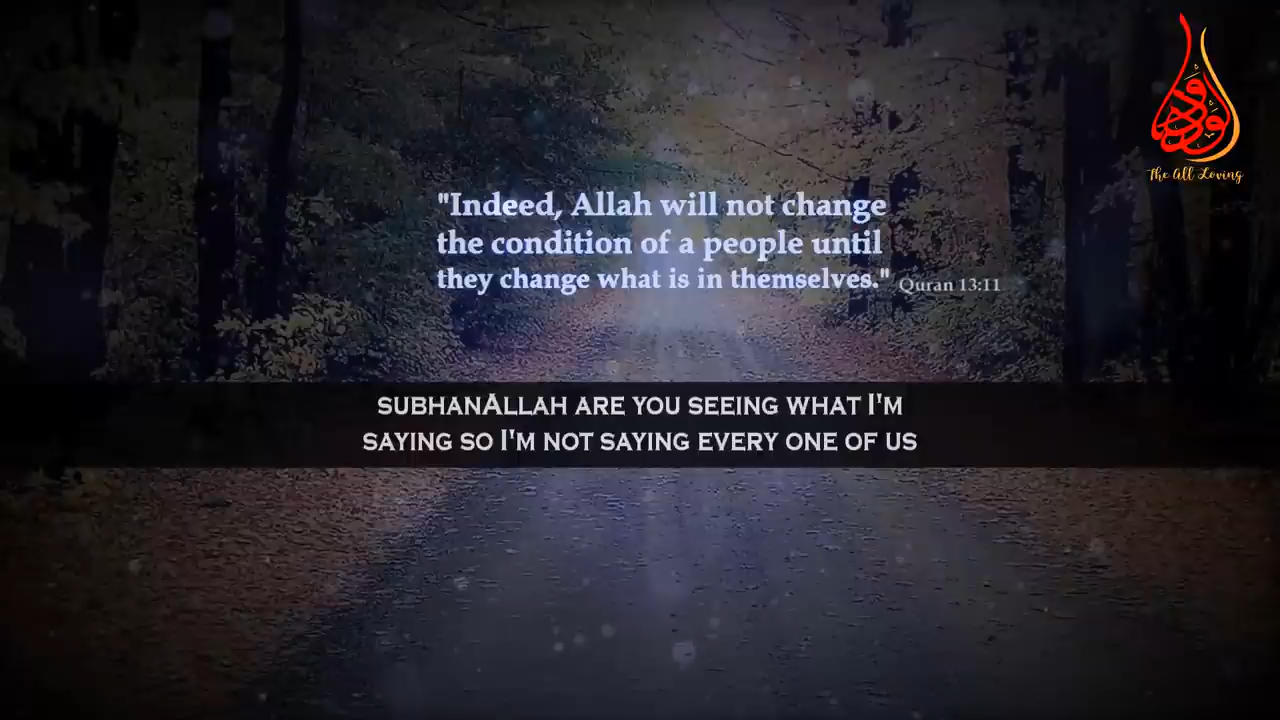 "Indeed, Allah will not change
the condition of a people until
they change what is in themselves." Quran 13:11
SUBHANALLAH ARE YOU SEEING WHAT I'M
SAYING SO I'M NOT SAYING EVERY ONE OF US
الودود
The All Loving